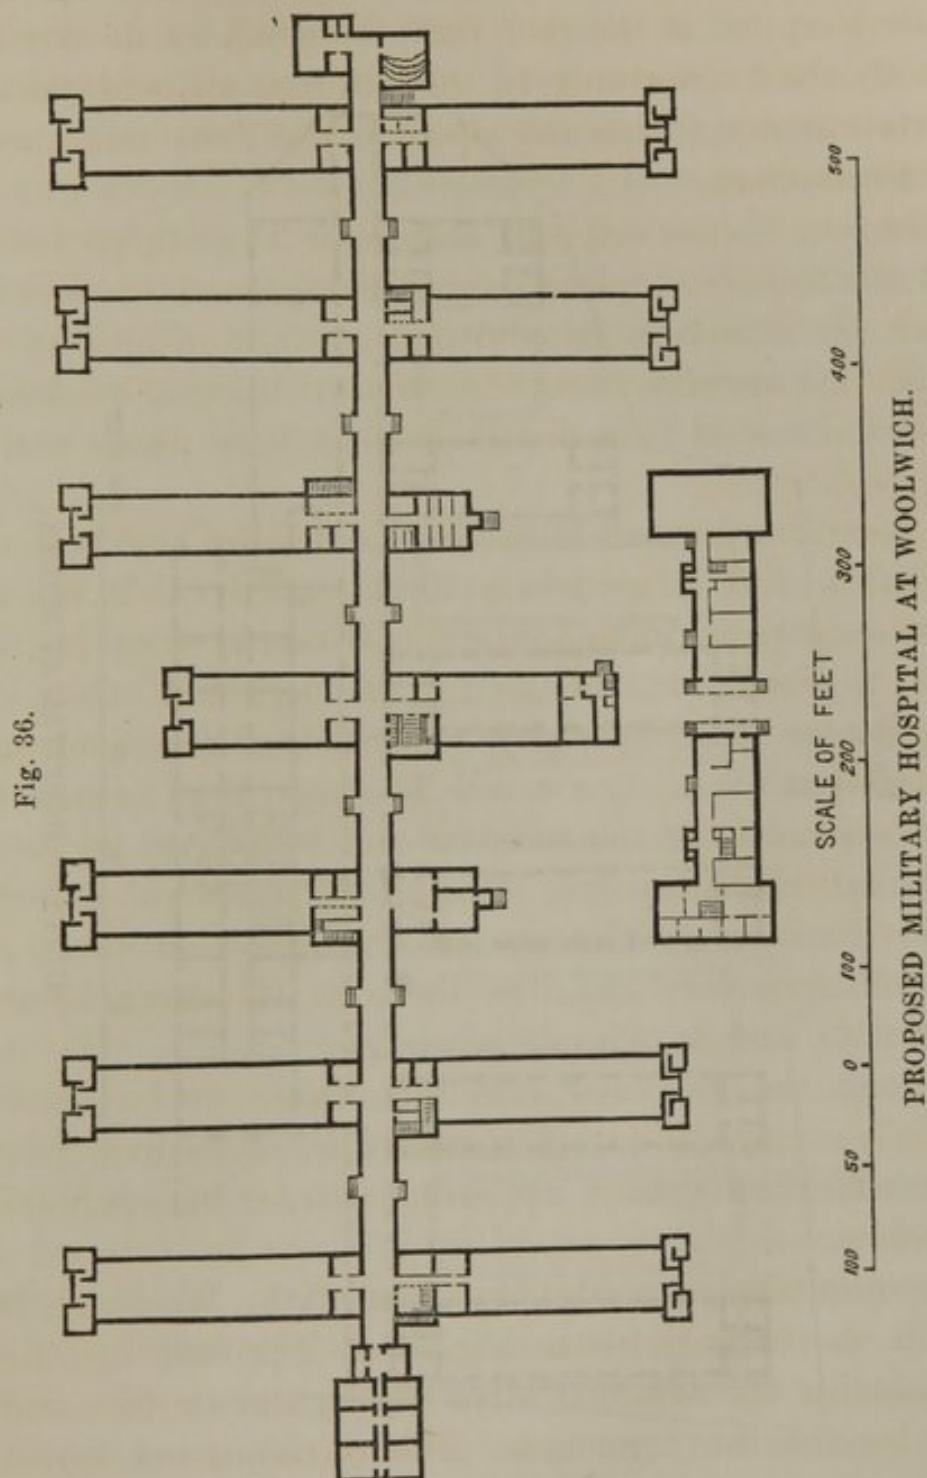 Fig. 36.
SCALE OF FEET
100 50 0 100 200 300 400 500
PROPOSED MILITARY HOSPITAL AT WOOLWICH.